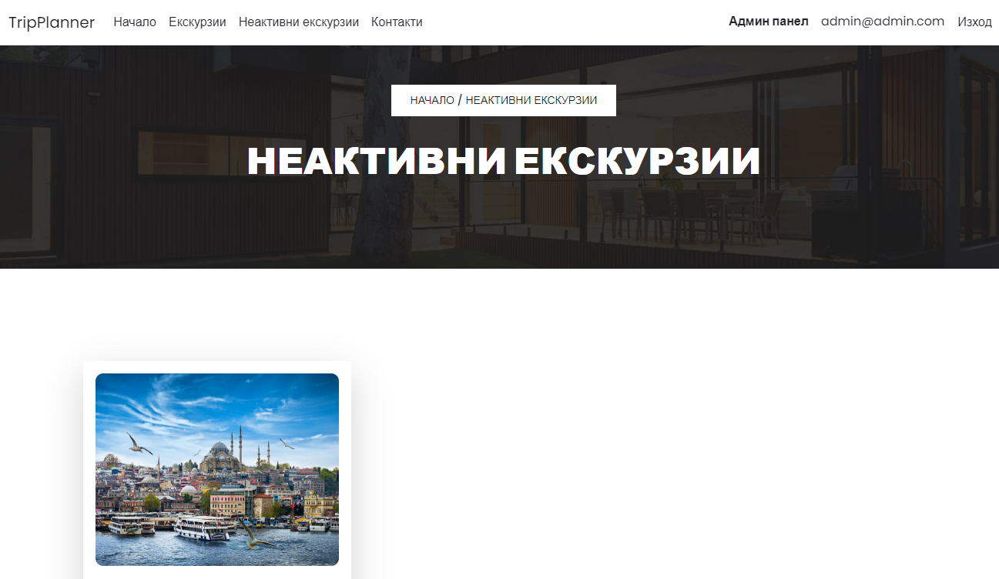 TripPlanner Начало Екскурзии Неактивни екскурзии Контакти Админ панел admin@admin.com Изход
НАЧАЛО / НЕАКТИВНИ ЕКСКУРЗИИ
НЕАКТИВНИ ЕКСКУРЗИИ